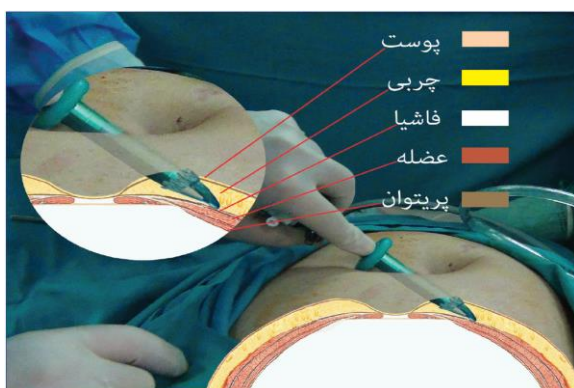 پوست
چربی
فاشیا
عضله
پریتوان